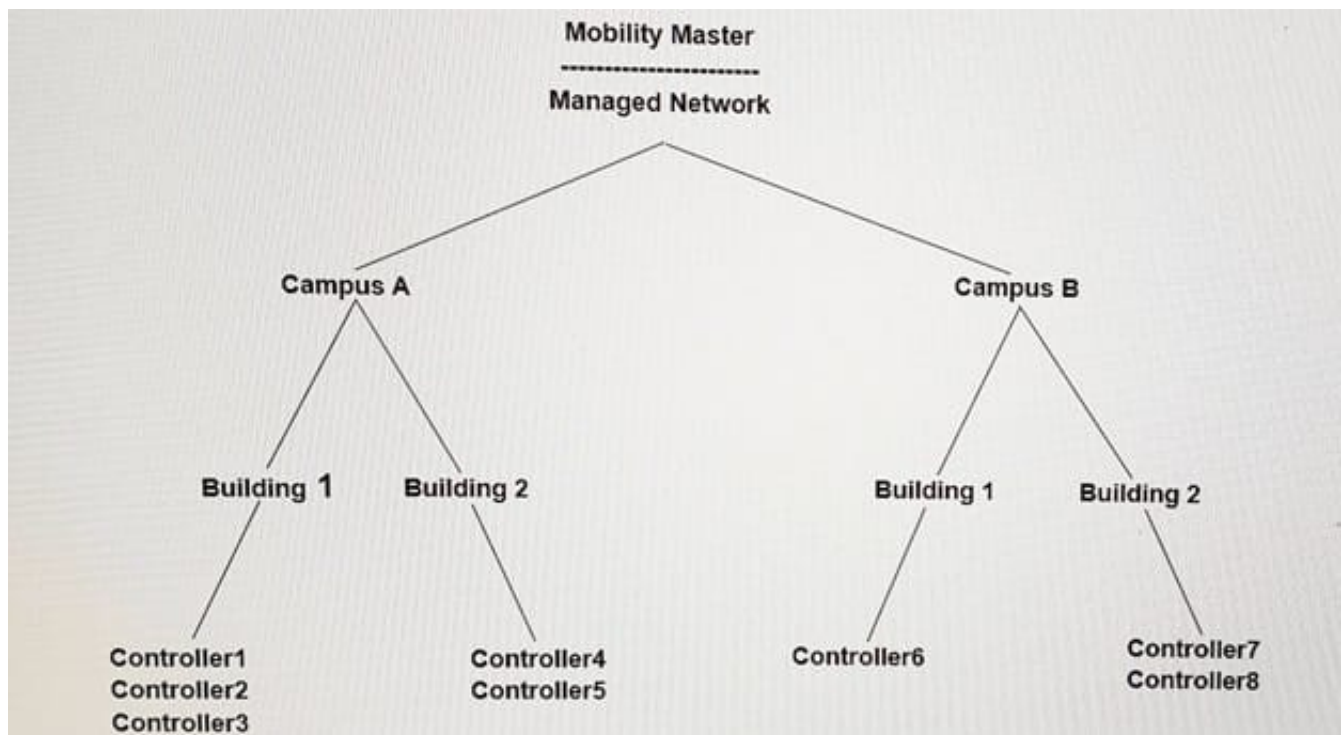 Mobility Master
-----------------------
Managed Network
Campus A
Campus B
Building 1
Building 2
Building 1
Building 2
Controller1
Controller2
Controller3
Controller4
Controller5
Controller6
Controller7
Controller8